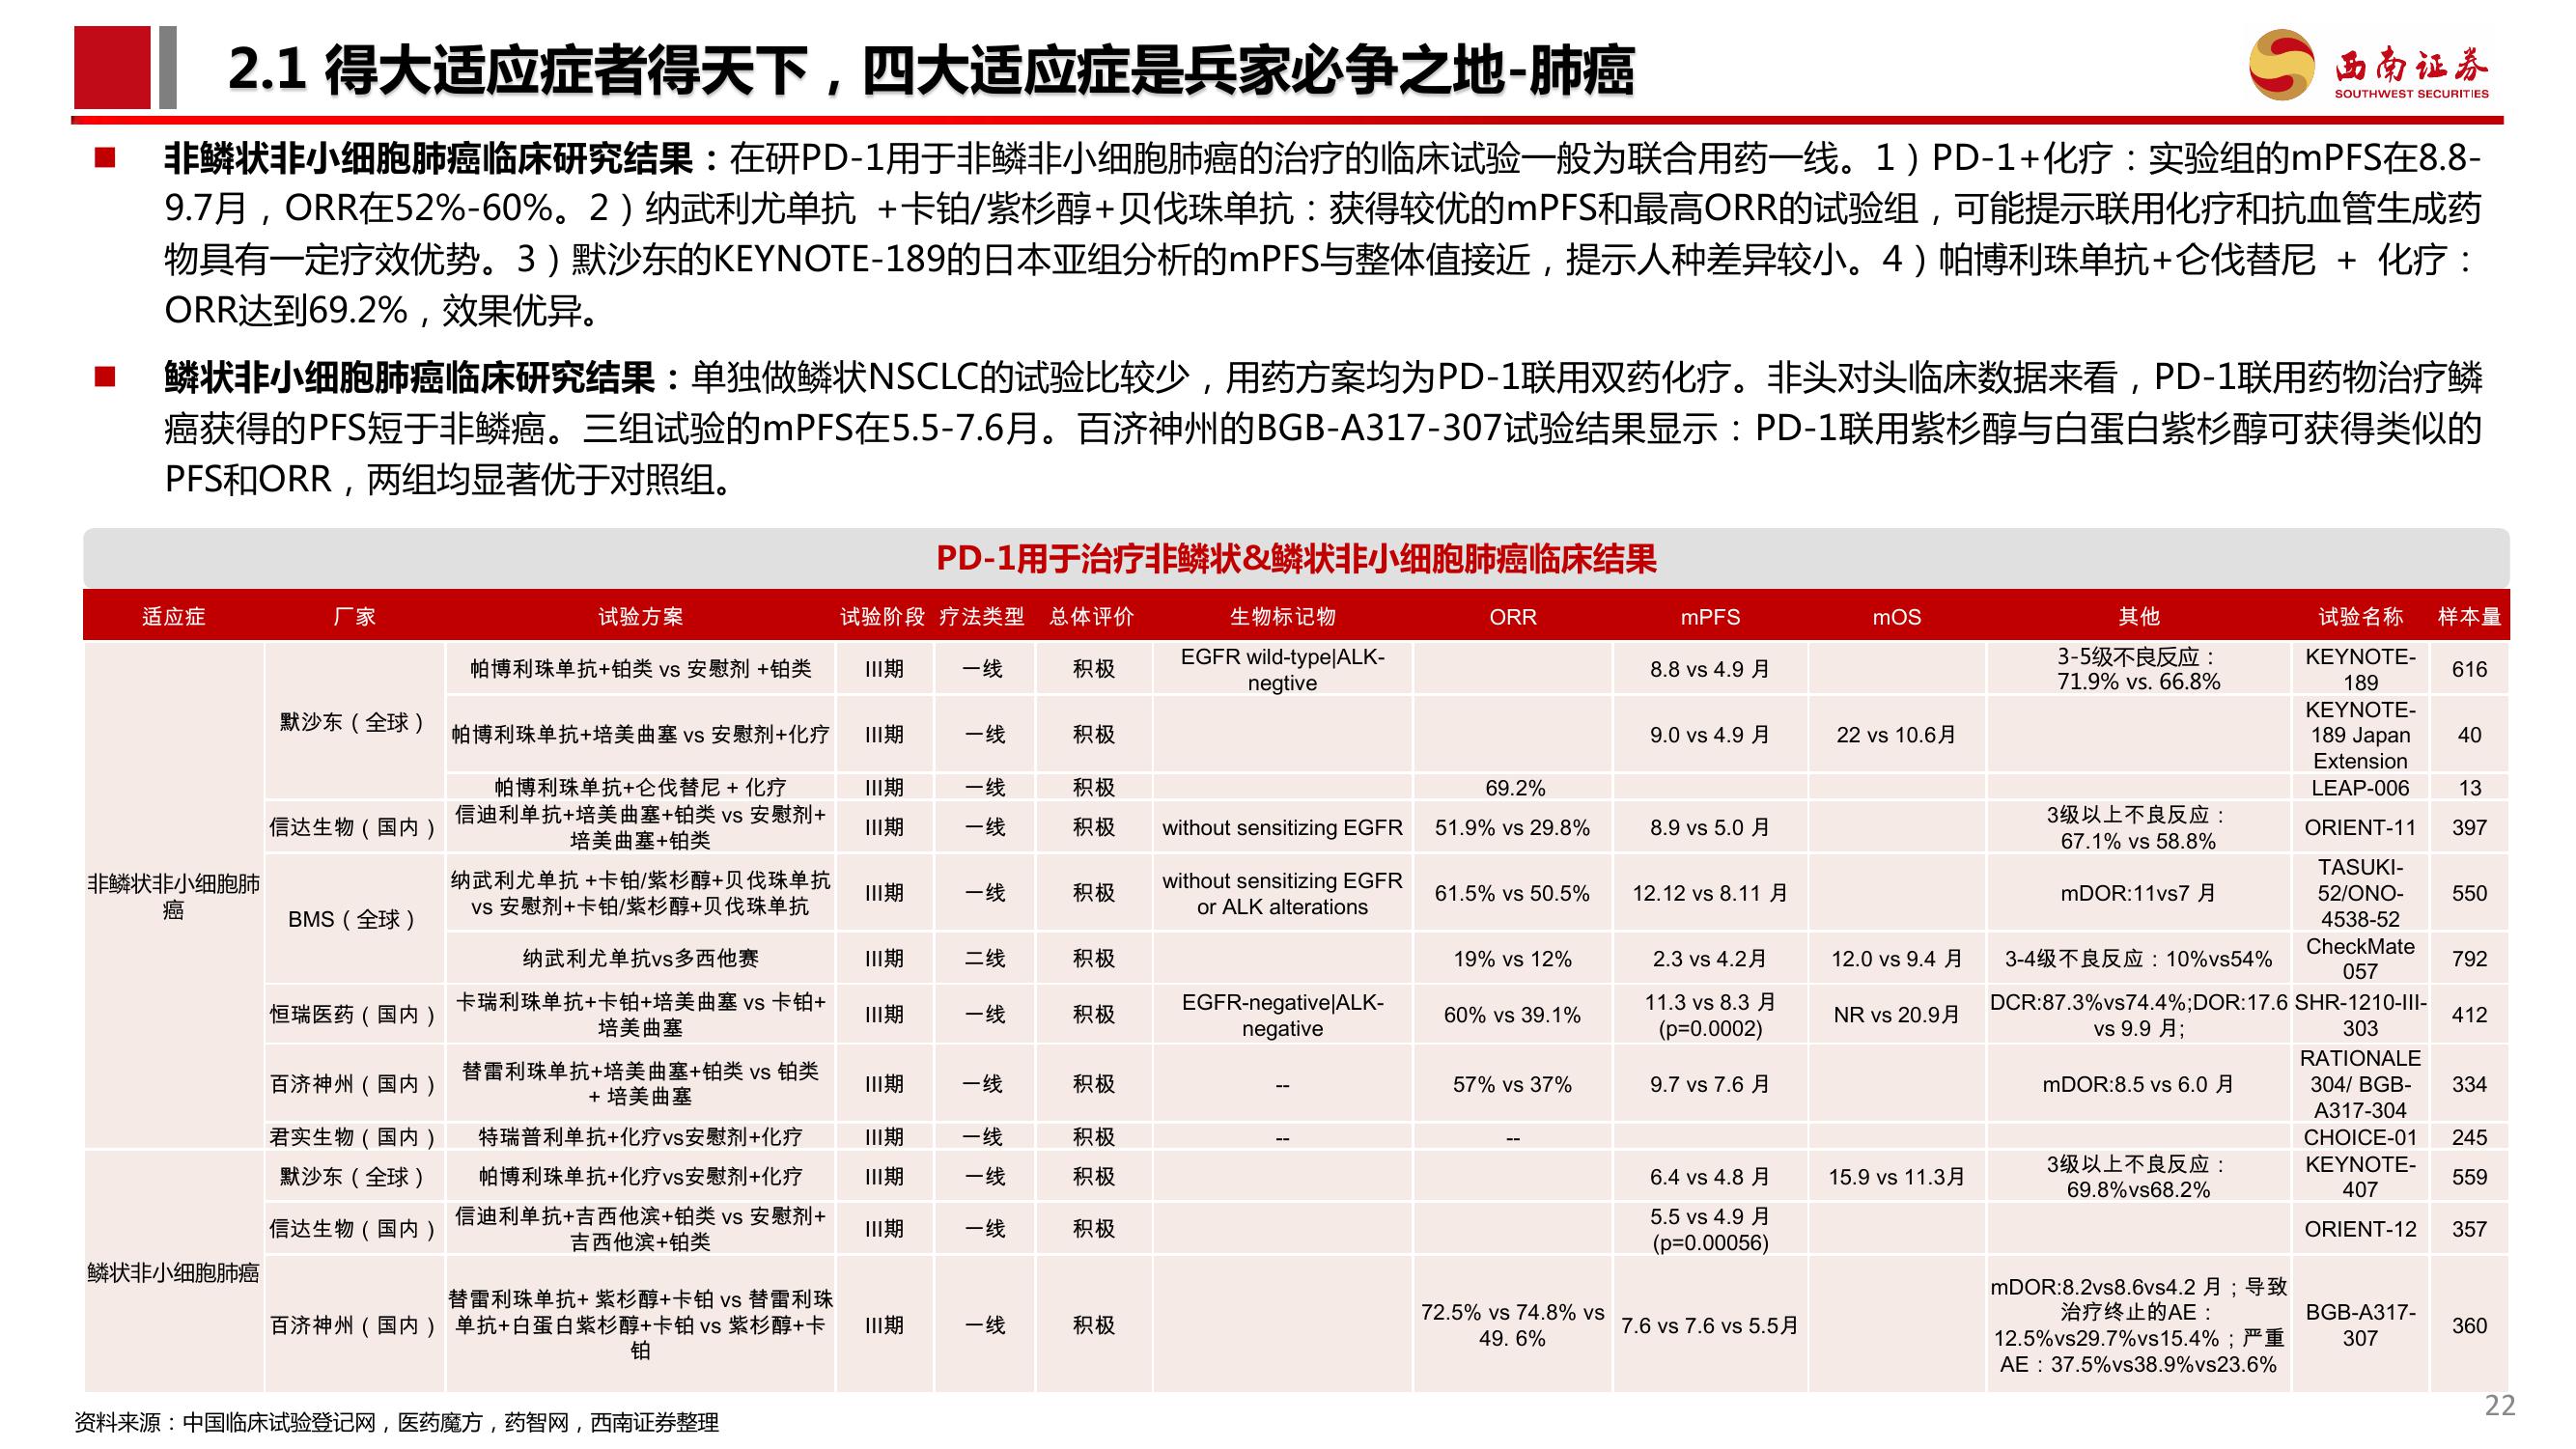 2.1 得大适应症者得天下，四大适应症是兵家必争之地-肺癌
西南证券
SOUTHWEST SECURITIES
■ 非鳞状非小细胞肺癌临床研究结果：在研PD-1用于非鳞非小细胞肺癌的治疗的临床试验一般为联合用药一线。1）PD-1+化疗：实验组的mPFS在8.8-
9.7月，ORR在52%-60%。2）纳武利尤单抗 +卡铂/紫杉醇+贝伐珠单抗：获得较优的mPFS和最高ORR的试验组，可能提示联用化疗和抗血管生成药
物具有一定疗效优势。3）默沙东的KEYNOTE-189的日本亚组分析的mPFS与整体值接近，提示人种差异较小。4）帕博利珠单抗+仑伐替尼 + 化疗：
ORR达到69.2%，效果优异。
■ 鳞状非小细胞肺癌临床研究结果：单独做鳞状NSCLC的试验比较少，用药方案均为PD-1联用双药化疗。非头对头临床数据来看，PD-1联用药物治疗鳞
癌获得的PFS短于非鳞癌。三组试验的mPFS在5.5-7.6月。百济神州的BGB-A317-307试验结果显示：PD-1联用紫杉醇与白蛋白紫杉醇可获得类似的
PFS和ORR，两组均显著优于对照组。
PD-1用于治疗非鳞状&鳞状非小细胞肺癌临床结果
适应症 厂家 试验方案 试验阶段 疗法类型 总体评价 生物标记物 ORR mPFS mOS 其他 试验名称 样本量
非鳞状非小细胞肺
癌
默沙东（全球）
帕博利珠单抗+铂类 vs 安慰剂 +铂类 III期 一线 积极
EGFR wild-type|ALK-
negtive
8.8 vs 4.9 月
3-5级不良反应：
71.9% vs. 66.8%
KEYNOTE-
189
616
帕博利珠单抗+培美曲塞 vs 安慰剂+化疗 III期 一线 积极 9.0 vs 4.9 月 22 vs 10.6月
KEYNOTE-
189 Japan
Extension
40
帕博利珠单抗+仑伐替尼 + 化疗 III期 一线 积极 69.2% LEAP-006 13
信达生物（国内）
信迪利单抗+培美曲塞+铂类 vs 安慰剂+
培美曲塞+铂类
III期 一线 积极 without sensitizing EGFR 51.9% vs 29.8% 8.9 vs 5.0 月
3级以上不良反应：
67.1% vs 58.8%
ORIENT-11 397
BMS（全球）
纳武利尤单抗 +卡铂/紫杉醇+贝伐珠单抗
vs 安慰剂+卡铂/紫杉醇+贝伐珠单抗
III期 一线 积极
without sensitizing EGFR
or ALK alterations
61.5% vs 50.5% 12.12 vs 8.11 月 mDOR:11vs7 月
TASUKI-
52/ONO-
4538-52
550
纳武利尤单抗vs多西他赛 III期 二线 积极 19% vs 12% 2.3 vs 4.2月 12.0 vs 9.4 月 3-4级不良反应：10%vs54%
CheckMate
057
792
恒瑞医药（国内）
卡瑞利珠单抗+卡铂+培美曲塞 vs 卡铂+
培美曲塞
III期 一线 积极
EGFR-negative|ALK-
negative
60% vs 39.1%
11.3 vs 8.3 月
(p=0.0002)
NR vs 20.9月
DCR:87.3%vs74.4%;DOR:17.6
vs 9.9 月;
SHR-1210-III-
303
412
百济神州（国内）
替雷利珠单抗+培美曲塞+铂类 vs 铂类
+ 培美曲塞
III期 一线 积极 -- 57% vs 37% 9.7 vs 7.6 月 mDOR:8.5 vs 6.0 月
RATIONALE
304/ BGB-
A317-304
334
君实生物（国内） 特瑞普利单抗+化疗vs安慰剂+化疗 III期 一线 积极 -- -- CHOICE-01 245
鳞状非小细胞肺癌
默沙东（全球） 帕博利珠单抗+化疗vs安慰剂+化疗 III期 一线 积极 6.4 vs 4.8 月 15.9 vs 11.3月
3级以上不良反应：
69.8%vs68.2%
KEYNOTE-
407
559
信达生物（国内）
信迪利单抗+吉西他滨+铂类 vs 安慰剂+
吉西他滨+铂类
III期 一线 积极
5.5 vs 4.9 月
(p=0.00056)
ORIENT-12 357
百济神州（国内）
替雷利珠单抗+ 紫杉醇+卡铂 vs 替雷利珠
单抗+白蛋白紫杉醇+卡铂 vs 紫杉醇+卡
铂
III期 一线 积极
72.5% vs 74.8% vs
49. 6%
7.6 vs 7.6 vs 5.5月
mDOR:8.2vs8.6vs4.2 月；导致
治疗终止的AE：
12.5%vs29.7%vs15.4%；严重
AE：37.5%vs38.9%vs23.6%
BGB-A317-
307
360
资料来源：中国临床试验登记网，医药魔方，药智网，西南证券整理
22